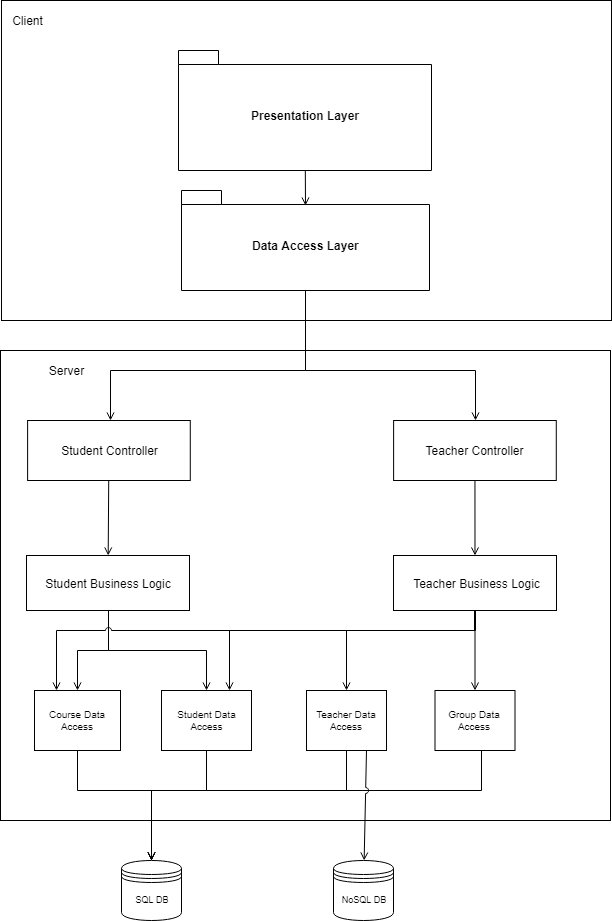 Client
Presentation Layer
Data Access Layer
Server
Student Controller
Teacher Controller
Student Business Logic
Teacher Business Logic
Course Data
Access
Student Data
Access
Teacher Data
Access
Group Data
Access
SQL DB
NoSQL DB